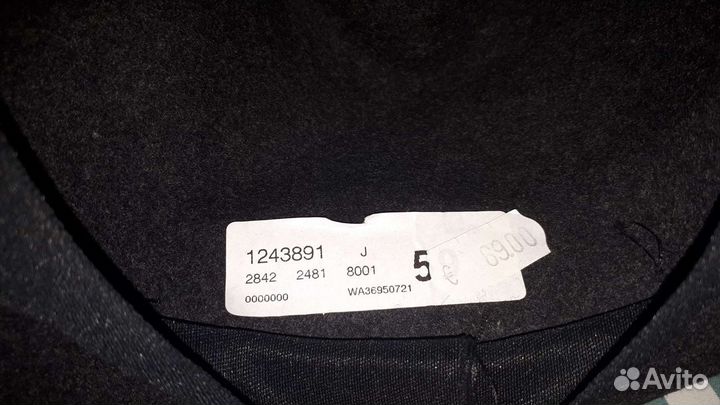 1243891 J
2842 2481 8001 5
0000000 WA36950721
€ 69.00
Avito